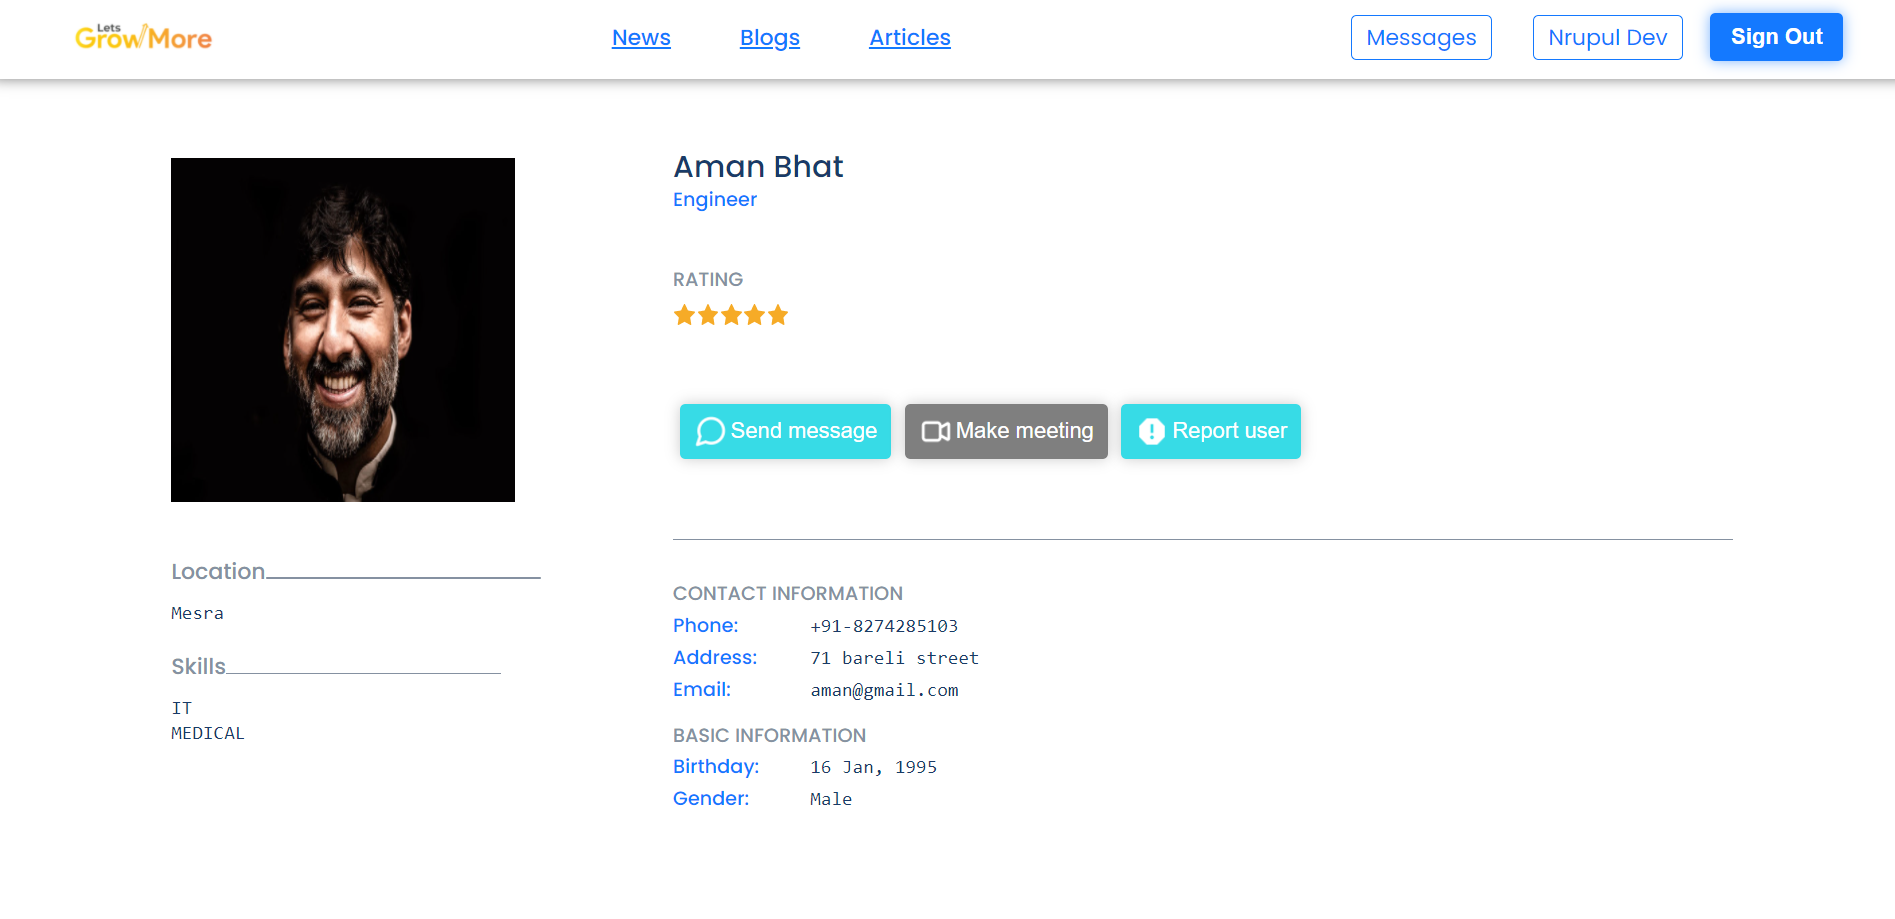 Lets
GrowMore
News Blogs Articles
Messages
Nrupul Dev
Sign Out
Aman Bhat
Engineer
RATING
Send message
Make meeting
Report user
Location
Mesra
Skills
IT
MEDICAL
CONTACT INFORMATION
Phone: +91-8274285103
Address: 71 bareli street
Email: aman@gmail.com
BASIC INFORMATION
Birthday: 16 Jan, 1995
Gender: Male